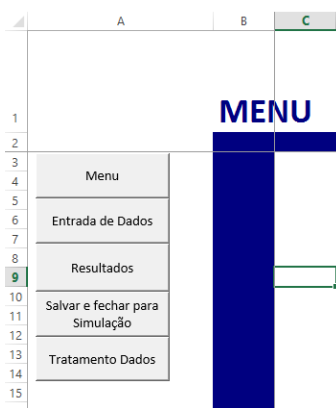 A B C
1 MENU
2
3
4 Menu
5
6 Entrada de Dados
7
8 Resultados
9
10 Salvar e fechar para
11 Simulação
12
13 Tratamento Dados
14
15